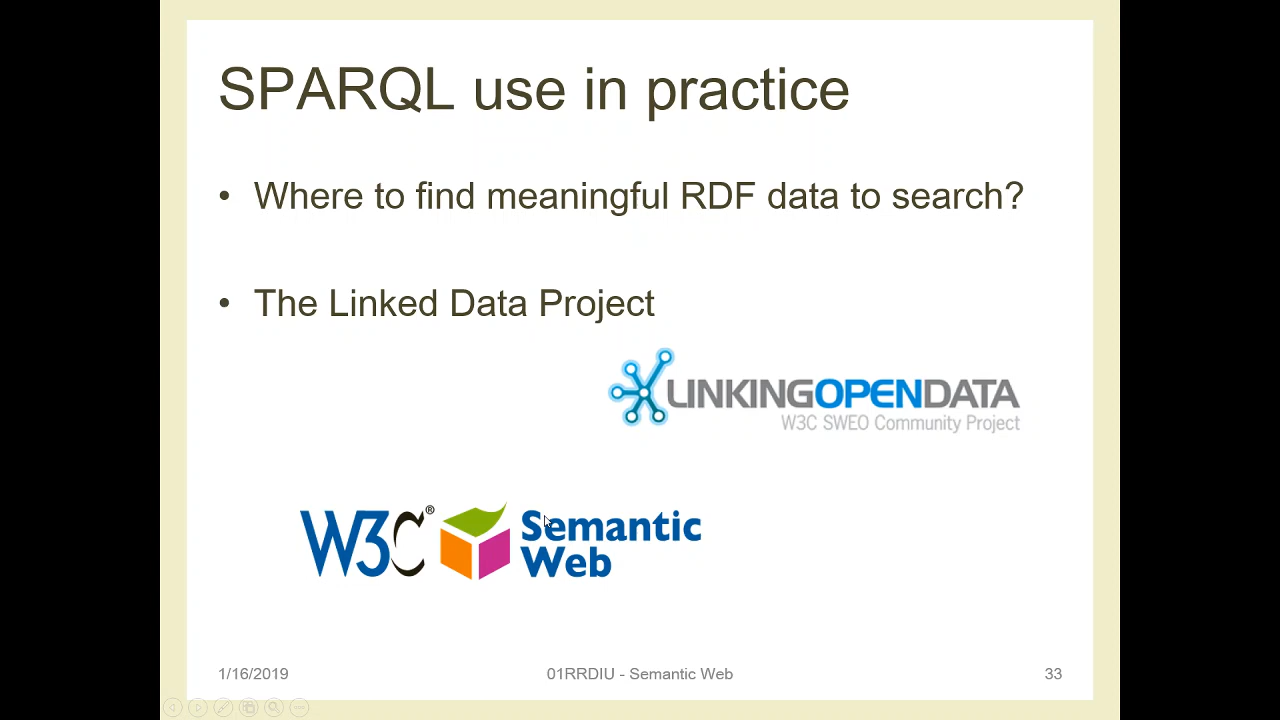 SPARQL use in practice
• Where to find meaningful RDF data to search?
• The Linked Data Project
LINKINGOPENDATA
W3C SWEO Community Project
W3C® Semantic
Web
1/16/2019 01RRDIU - Semantic Web 33